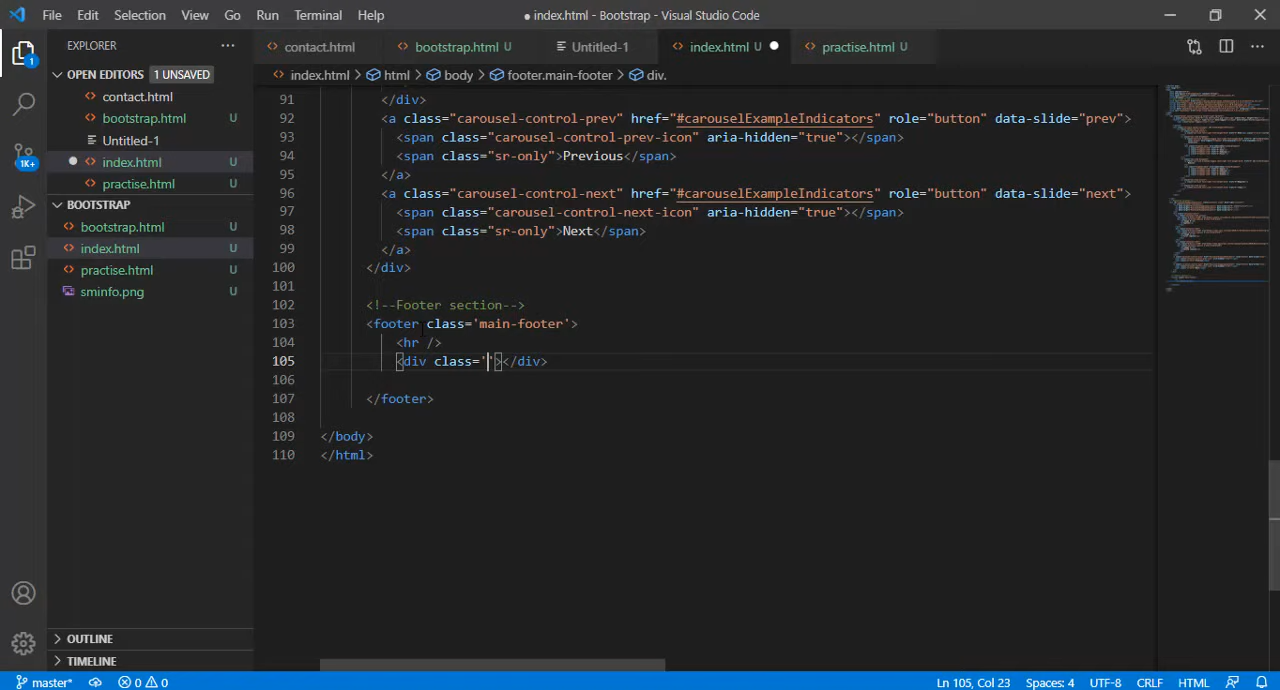 File Edit Selection View Go Run Terminal Help
● index.html - Bootstrap - Visual Studio Code
EXPLORER ···
contact.html bootstrap.html U Untitled-1 index.html U ● practise.html U
OPEN EDITORS 1 UNSAVED
index.html > html > body > footer.main-footer > div.
contact.html
bootstrap.html U
Untitled-1
index.html U
practise.html U
BOOTSTRAP
bootstrap.html U
index.html U
practise.html U
sminfo.png U
OUTLINE
TIMELINE
1
1K+
91 </div>
92 <a class="carousel-control-prev" href="#carouselExampleIndicators" role="button" data-slide="prev">
93 <span class="carousel-control-prev-icon" aria-hidden="true"></span>
94 <span class="sr-only">Previous</span>
95 </a>
96 <a class="carousel-control-next" href="#carouselExampleIndicators" role="button" data-slide="next">
97 <span class="carousel-control-next-icon" aria-hidden="true"></span>
98 <span class="sr-only">Next</span>
99 </a>
100 </div>
101
102 <!--Footer section-->
103 <footer class='main-footer'>
104 <hr />
105 <div class=''></div>
106
107 </footer>
108
109 </body>
110 </html>
master* 0 0 Ln 105, Col 23 Spaces: 4 UTF-8 CRLF HTML